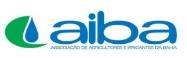 aiba
ASSOCIAÇÃO DE AGRICULTORES E IRRIGANTES DA BAHIA